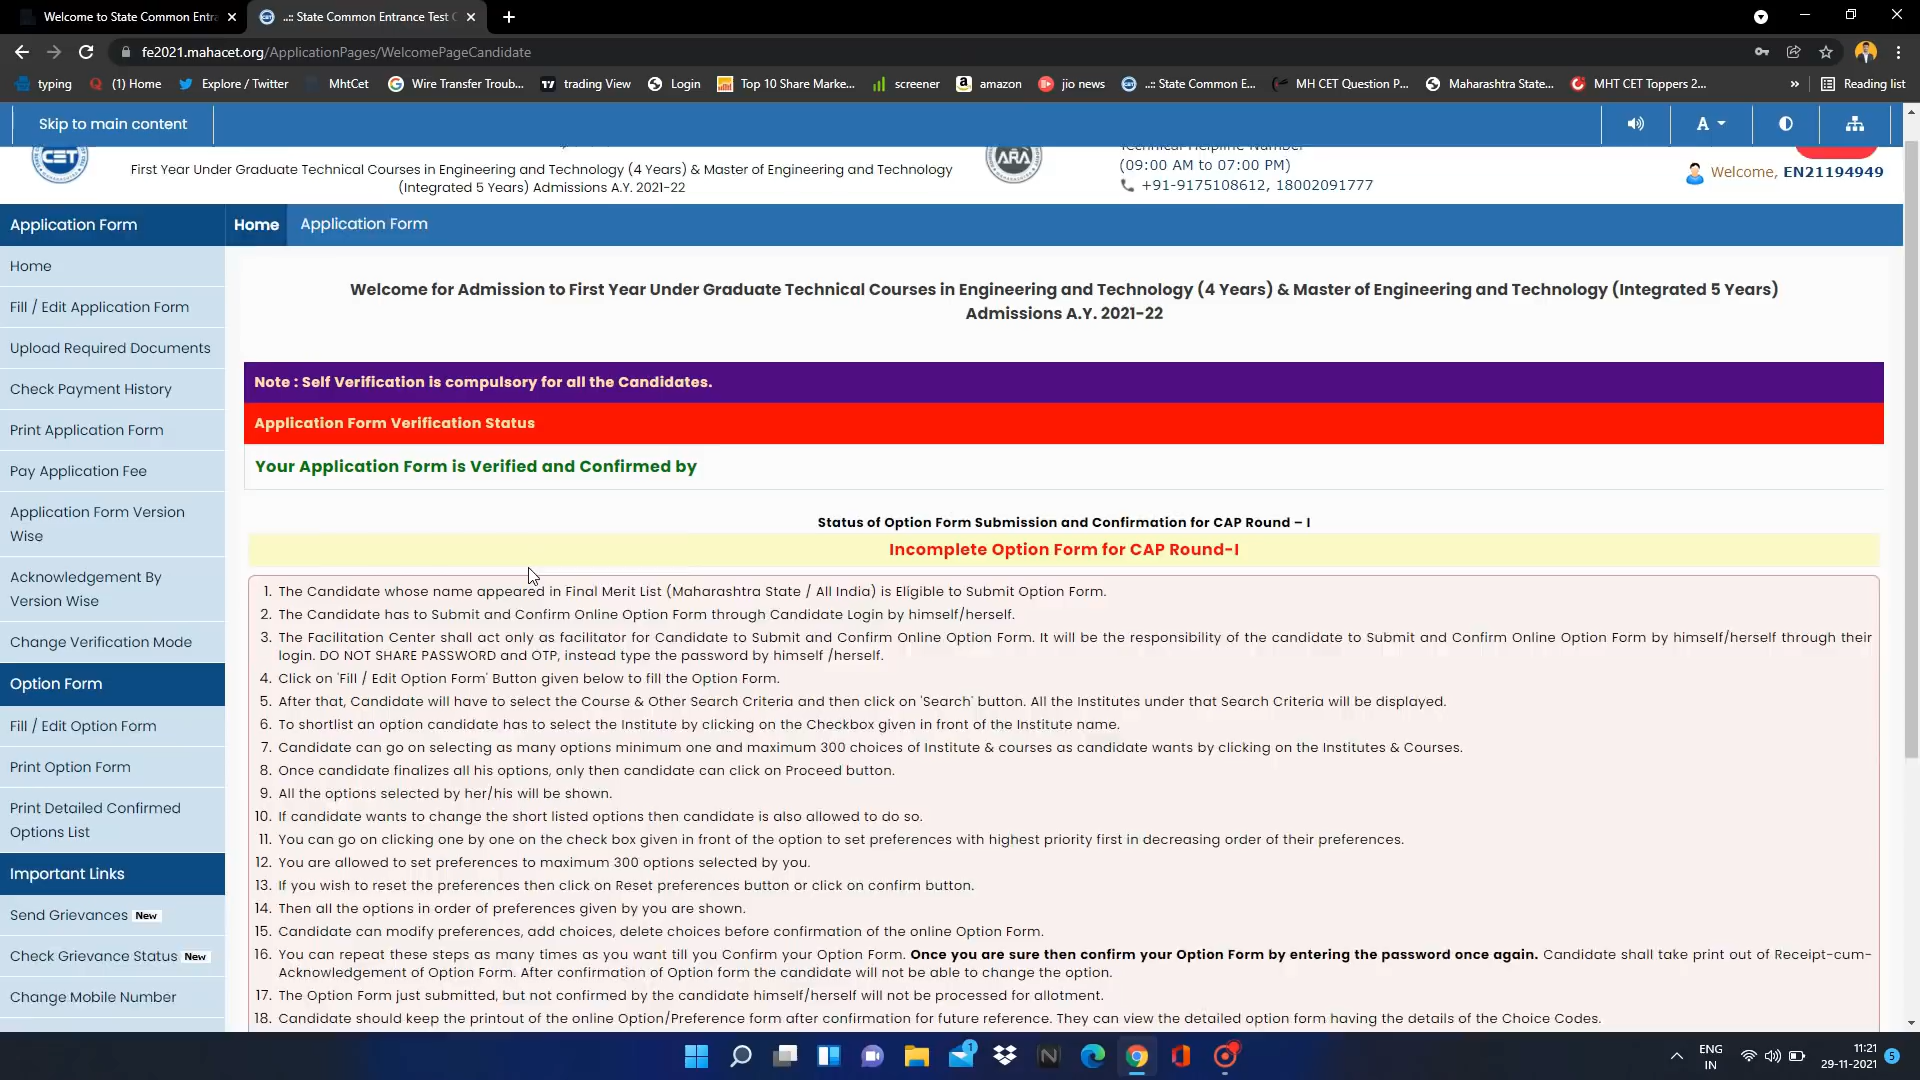 Welcome to State Common Entra
..:: State Common Entrance Test C
fe2021.mahacet.org/ApplicationPages/WelcomePageCandidate
typing
(1) Home
Explore / Twitter
MhtCet
Wire Transfer Troub...
trading View
Login
Top 10 Share Marke...
screener
amazon
jio news
..:: State Common E...
MH CET Question P...
Maharashtra State...
MHT CET Toppers 2...
»
Reading list
Skip to main content
A
CET
First Year Under Graduate Technical Courses in Engineering and Technology (4 Years) & Master of Engineering and Technology
(Integrated 5 Years) Admissions A.Y. 2021-22
ARA
Technical Helpline Number
(09:00 AM to 07:00 PM)
+91-9175108612, 18002091777
Welcome, EN21194949
Application Form
Home
Application Form
Home
Fill / Edit Application Form
Upload Required Documents
Check Payment History
Print Application Form
Pay Application Fee
Application Form Version
Wise
Acknowledgement By
Version Wise
Change Verification Mode
Option Form
Fill / Edit Option Form
Print Option Form
Print Detailed Confirmed
Options List
Important Links
Send Grievances New
Check Grievance Status New
Change Mobile Number
Welcome for Admission to First Year Under Graduate Technical Courses in Engineering and Technology (4 Years) & Master of Engineering and Technology (Integrated 5 Years)
Admissions A.Y. 2021-22
Note : Self Verification is compulsory for all the Candidates.
Application Form Verification Status
Your Application Form is Verified and Confirmed by
Status of Option Form Submission and Confirmation for CAP Round – I
Incomplete Option Form for CAP Round-I
1. The Candidate whose name appeared in Final Merit List (Maharashtra State / All India) is Eligible to Submit Option Form.
2. The Candidate has to Submit and Confirm Online Option Form through Candidate Login by himself/herself.
3. The Facilitation Center shall act only as facilitator for Candidate to Submit and Confirm Online Option Form. It will be the responsibility of the candidate to Submit and Confirm Online Option Form by himself/herself through their
login. DO NOT SHARE PASSWORD and OTP, instead type the password by himself /herself.
4. Click on 'Fill / Edit Option Form' Button given below to fill the Option Form.
5. After that, Candidate will have to select the Course & Other Search Criteria and then click on 'Search' button. All the Institutes under that Search Criteria will be displayed.
6. To shortlist an option candidate has to select the Institute by clicking on the Checkbox given in front of the Institute name.
7. Candidate can go on selecting as many options minimum one and maximum 300 choices of Institute & courses as candidate wants by clicking on the Institutes & Courses.
8. Once candidate finalizes all his options, only then candidate can click on Proceed button.
9. All the options selected by her/his will be shown.
10. If candidate wants to change the short listed options then candidate is also allowed to do so.
11. You can go on clicking one by one on the check box given in front of the option to set preferences with highest priority first in decreasing order of their preferences.
12. You are allowed to set preferences to maximum 300 options selected by you.
13. If you wish to reset the preferences then click on Reset preferences button or click on confirm button.
14. Then all the options in order of preferences given by you are shown.
15. Candidate can modify preferences, add choices, delete choices before confirmation of the online Option Form.
16. You can repeat these steps as many times as you want till you Confirm your Option Form. Once you are sure then confirm your Option Form by entering the password once again. Candidate shall take print out of Receipt-cum-
Acknowledgement of Option Form. After confirmation of Option form the candidate will not be able to change the option.
17. The Option Form just submitted, but not confirmed by the candidate himself/herself will not be processed for allotment.
18. Candidate should keep the printout of the online Option/Preference form after confirmation for future reference. They can view the detailed option form having the details of the Choice Codes.
1
ENG
IN
11:21
29-11-2021
5